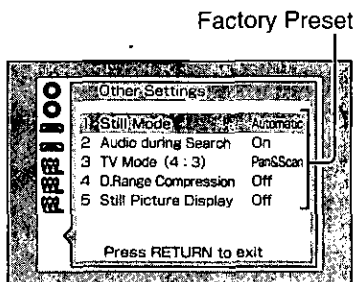 Factory Preset
Other Settings
1 Still Mode Automatic
2 Audio during Search On
3 TV Mode (4 : 3) Pan&Scan
4 D.Range Compression Off
5 Still Picture Display Off
Press RETURN to exit